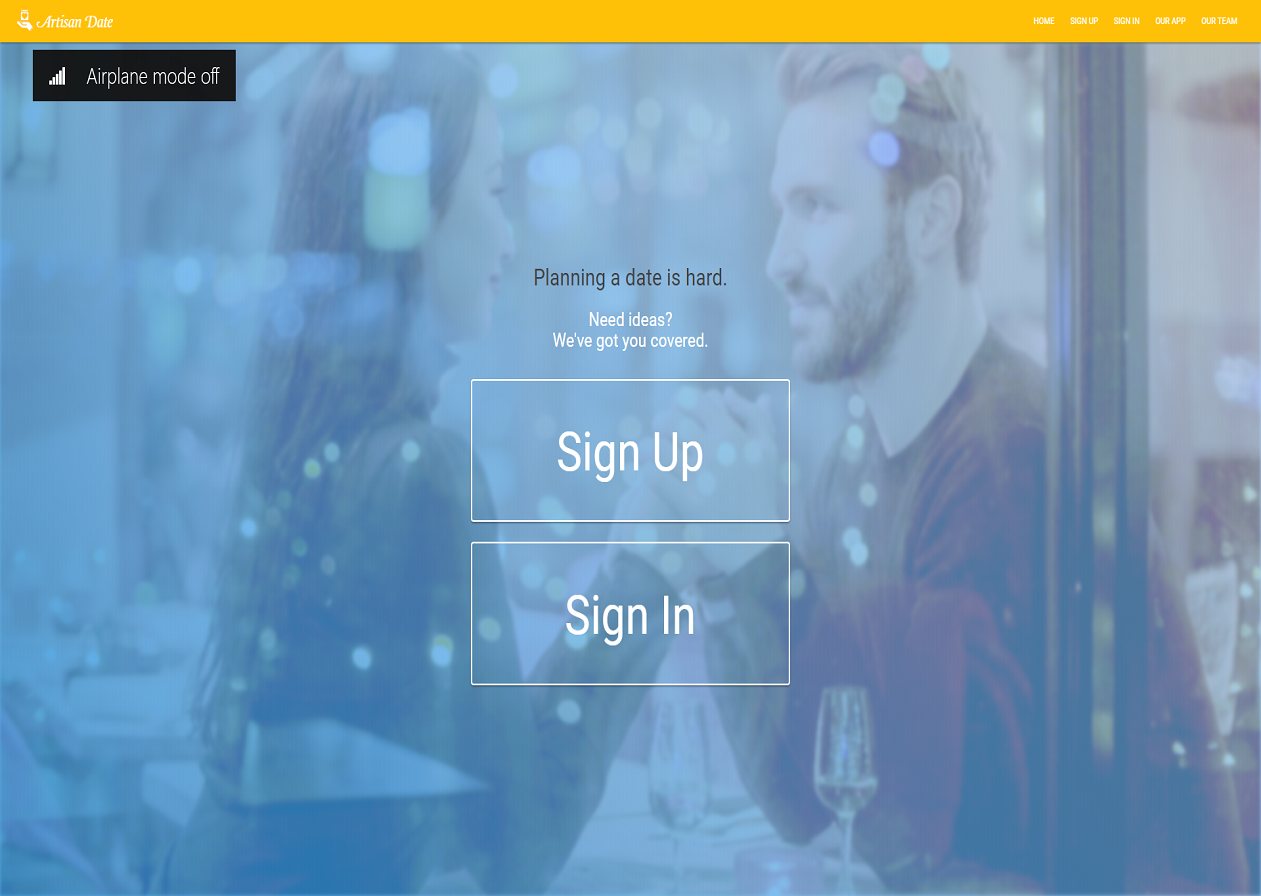 Artisan Date
HOME SIGN UP SIGN IN OUR APP OUR TEAM
Airplane mode off
Planning a date is hard.
Need ideas?
We've got you covered.
Sign Up
Sign In